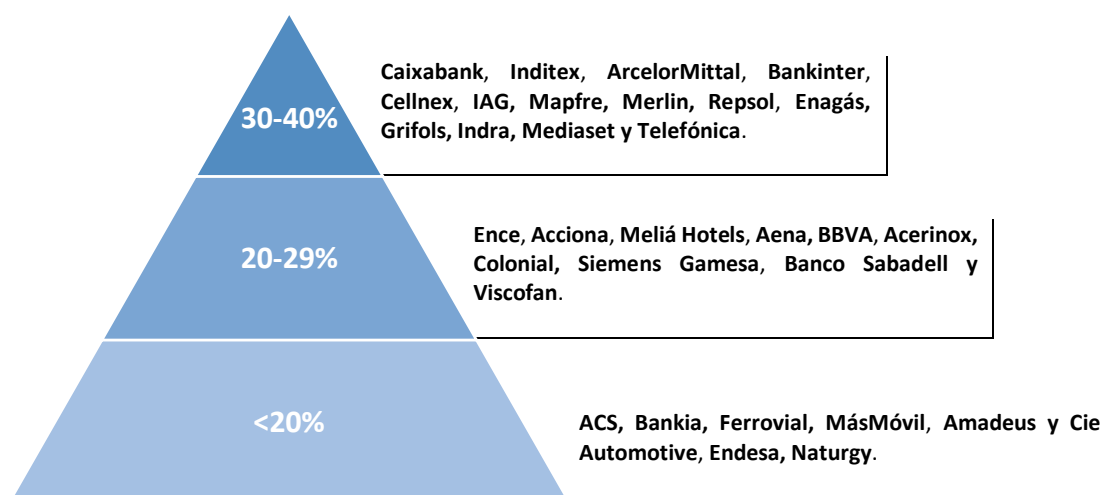 30-40%
Caixabank, Inditex, ArcelorMittal, Bankinter,
Cellnex, IAG, Mapfre, Merlin, Repsol, Enagás,
Grifols, Indra, Mediaset y Telefónica.
20-29%
Ence, Acciona, Meliá Hotels, Aena, BBVA, Acerinox,
Colonial, Siemens Gamesa, Banco Sabadell y
Viscofan.
<20%
ACS, Bankia, Ferrovial, MásMóvil, Amadeus y Cie
Automotive, Endesa, Naturgy.